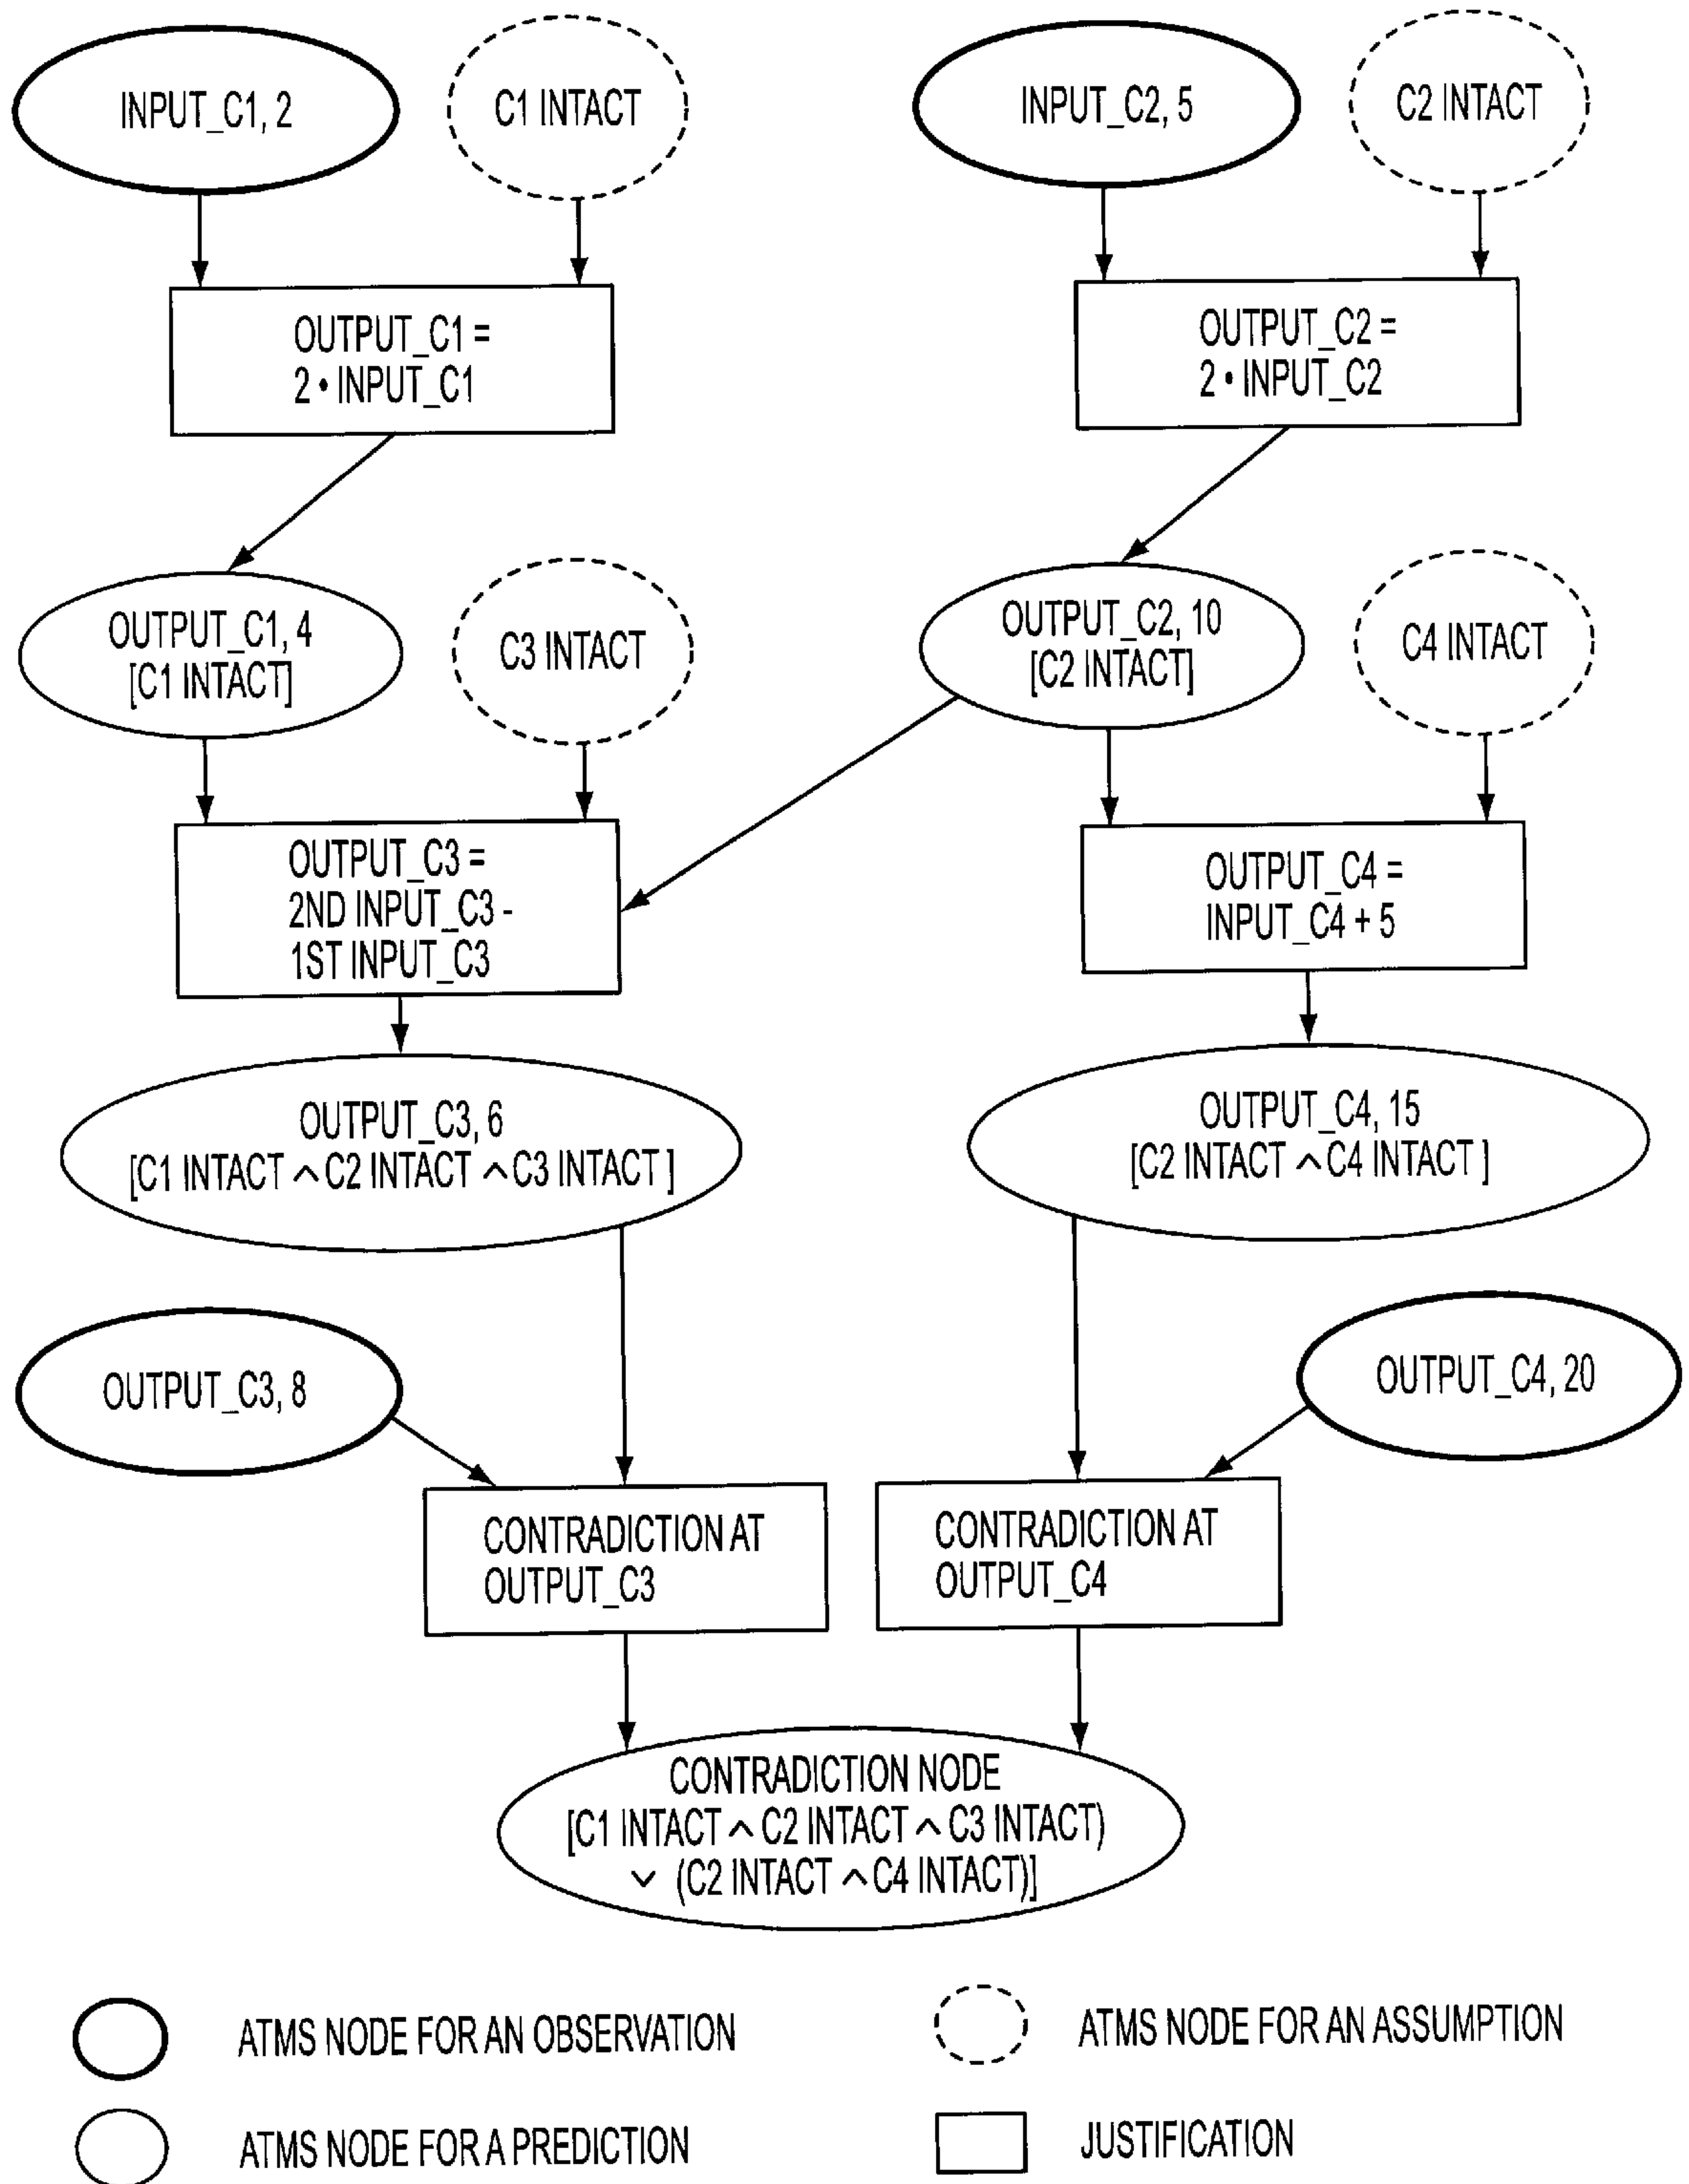 INPUT_C1, 2
C1 INTACT
INPUT_C2, 5
C2 INTACT
OUTPUT_C1 =
2 • INPUT_C1
OUTPUT_C2 =
2 • INPUT_C2
OUTPUT_C1, 4
[C1 INTACT]
C3 INTACT
OUTPUT_C2, 10
[C2 INTACT]
C4 INTACT
OUTPUT_C3 =
2ND INPUT_C3 -
1ST INPUT_C3
OUTPUT_C4 =
INPUT_C4 + 5
OUTPUT_C3, 6
[C1 INTACT ∧ C2 INTACT ∧ C3 INTACT ]
OUTPUT_C4, 15
[C2 INTACT ∧ C4 INTACT ]
OUTPUT_C3, 8
OUTPUT_C4, 20
CONTRADICTION AT
OUTPUT_C3
CONTRADICTION AT
OUTPUT_C4
CONTRADICTION NODE
[C1 INTACT ∧ C2 INTACT ∧ C3 INTACT)
∨ (C2 INTACT ∧ C4 INTACT)]
ATMS NODE FOR AN OBSERVATION
ATMS NODE FOR AN ASSUMPTION
ATMS NODE FOR A PREDICTION
JUSTIFICATION